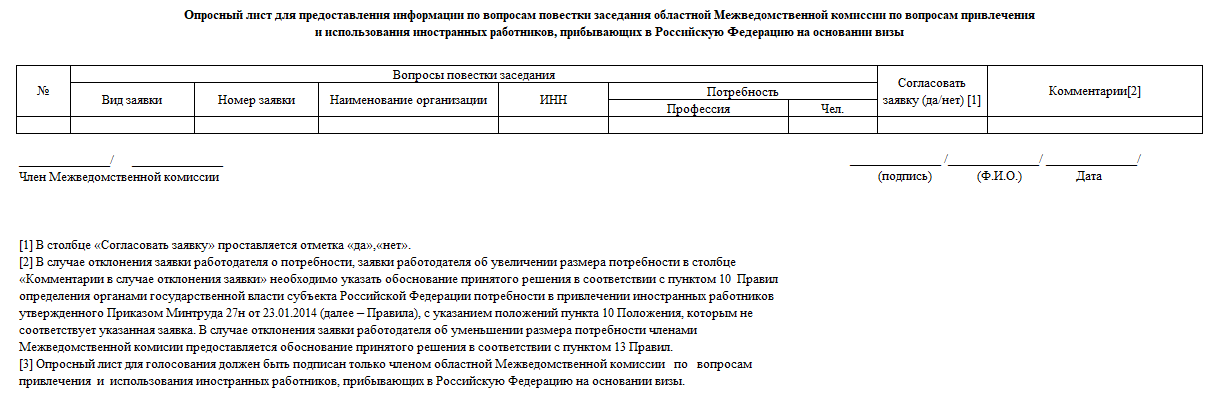 Опросный лист для предоставления информации по вопросам повестки заседания областной Межведомственной комиссии по вопросам привлечения
и использования иностранных работников, прибывающих в Российскую Федерацию на основании визы
№
Вопросы повестки заседания
Согласовать
заявку (да/нет) [1]
Комментарии[2]
Вид заявки
Номер заявки
Наименование организации
ИНН
Потребность
Профессия
Чел.
______________/ ______________
Член Межведомственной комиссии
______________ /______________/ ______________/
(подпись) (Ф.И.О.) Дата
[1] В столбце «Согласовать заявку» проставляется отметка «да»,«нет».
[2] В случае отклонения заявки работодателя о потребности, заявки работодателя об увеличении размера потребности в столбце
«Комментарии в случае отклонения заявки» необходимо указать обоснование принятого решения в соответствии с пунктом 10 Правил
определения органами государственной власти субъекта Российской Федерации потребности в привлечении иностранных работников
утвержденного Приказом Минтруда 27н от 23.01.2014 (далее – Правила), с указанием положений пункта 10 Положения, которым не
соответствует указанная заявка. В случае отклонения заявки работодателя об уменьшении размера потребности членами
Межведомственной комисии предоставляется обоснование принятого решения в соответствии с пунктом 13 Правил.
[3] Опросный лист для голосования должен быть подписан только членом областной Межведомственной комиссии по вопросам
привлечения и использования иностранных работников, прибывающих в Российскую Федерацию на основании визы.